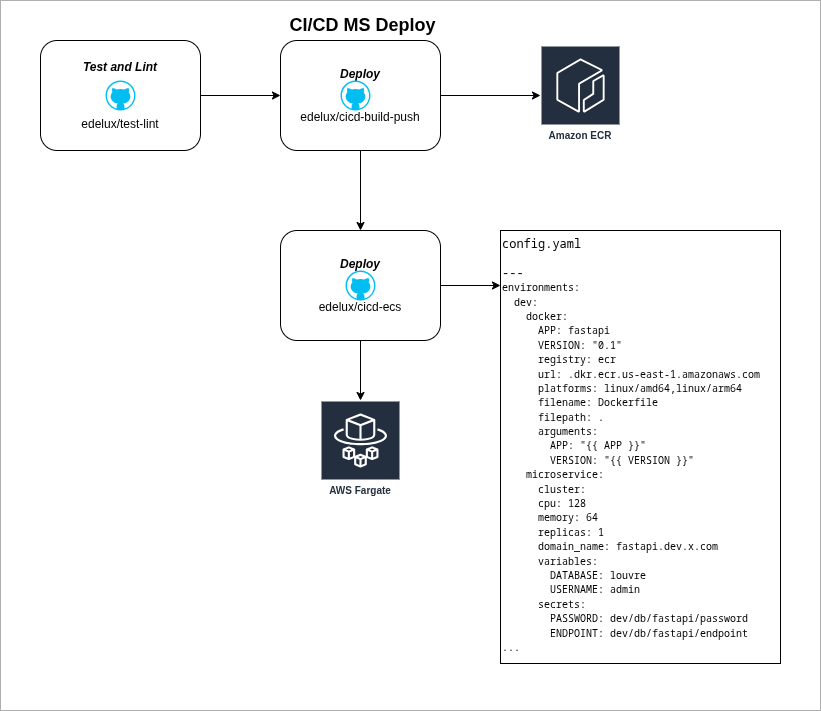 CI/CD MS Deploy
Test and Lint
edelux/test-lint
Deploy
edelux/cicd-build-push
Amazon ECR
Deploy
edelux/cicd-ecs
AWS Fargate
config.yaml
---
environments:
  dev:
    docker:
      APP: fastapi
      VERSION: "0.1"
      registry: ecr
      url: .dkr.ecr.us-east-1.amazonaws.com
      platforms: linux/amd64,linux/arm64
      filename: Dockerfile
      filepath: .
      arguments:
        APP: "{{ APP }}"
        VERSION: "{{ VERSION }}"
    microservice:
      cluster:
      cpu: 128
      memory: 64
      replicas: 1
      domain_name: fastapi.dev.x.com
      variables:
        DATABASE: louvre
        USERNAME: admin
      secrets:
        PASSWORD: dev/db/fastapi/password
        ENDPOINT: dev/db/fastapi/endpoint
...